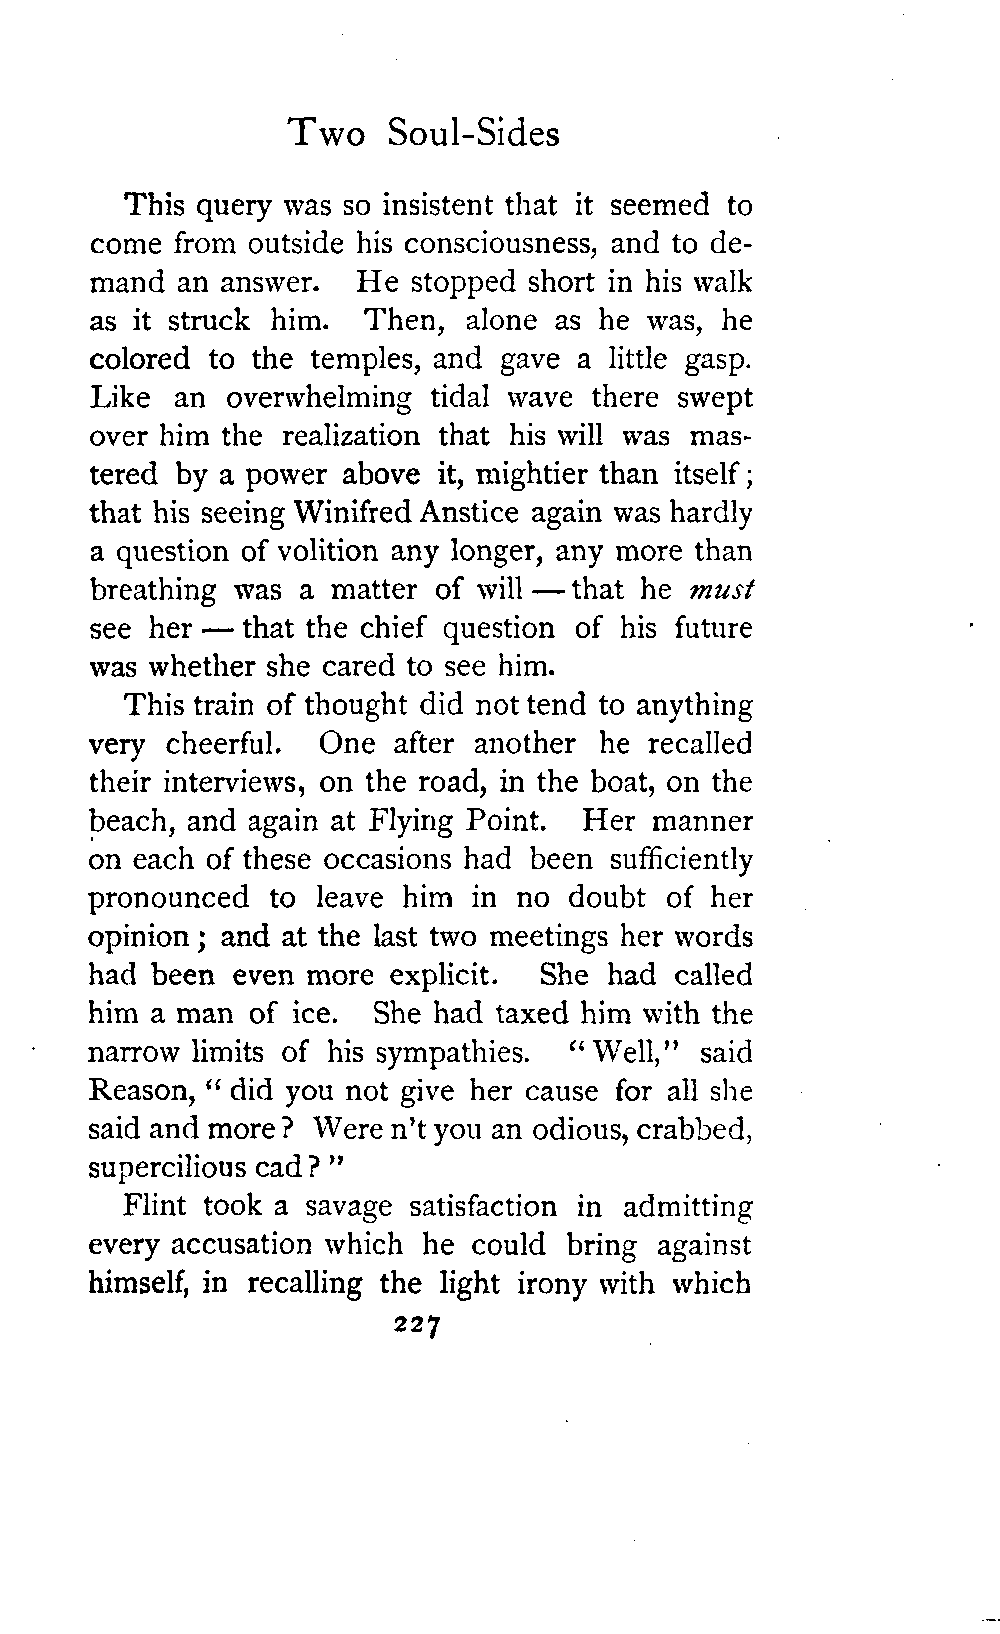 Two Soul-Sides
This query was so insistent that it seemed to
come from outside his consciousness, and to de-
mand an answer. He stopped short in his walk
as it struck him. Then, alone as he was, he
colored to the temples, and gave a little gasp.
Like an overwhelming tidal wave there swept
over him the realization that his will was mas-
tered by a power above it, mightier than itself;
that his seeing Winifred Anstice again was hardly
a question of volition any longer, any more than
breathing was a matter of will — that he must
see her — that the chief question of his future
was whether she cared to see him.
This train of thought did not tend to anything
very cheerful. One after another he recalled
their interviews, on the road, in the boat, on the
beach, and again at Flying Point. Her manner
on each of these occasions had been sufficiently
pronounced to leave him in no doubt of her
opinion; and at the last two meetings her words
had been even more explicit. She had called
him a man of ice. She had taxed him with the
narrow limits of his sympathies. "Well," said
Reason, "did you not give her cause for all she
said and more? Were n't you an odious, crabbed,
supercilious cad?"
Flint took a savage satisfaction in admitting
every accusation which he could bring against
himself, in recalling the light irony with which
227